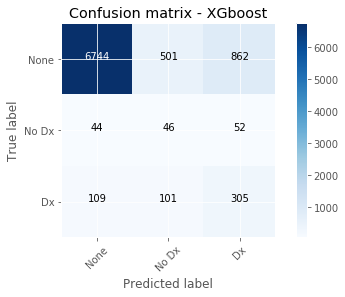 Confusion matrix - XGboost
None 6744 501 862
No Dx 44 46 52
Dx 109 101 305
None No Dx Dx
True label
Predicted label
6000
5000
4000
3000
2000
1000